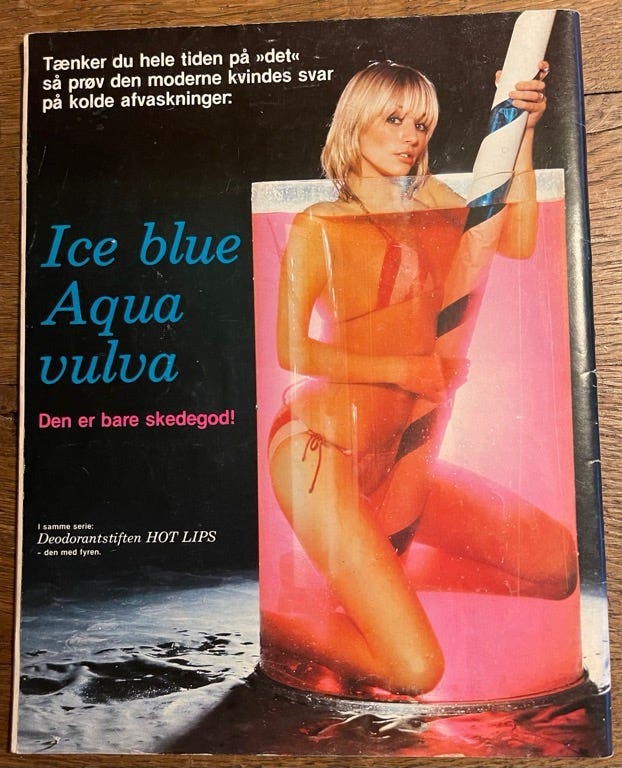 Tænker du hele tiden på »det«
så prøv den moderne kvindes svar
på kolde afvaskninger:
Ice blue
Aqua
vulva
Den er bare skedegod!
I samme serie:
Deodorantstiften HOT LIPS
- den med fyren.